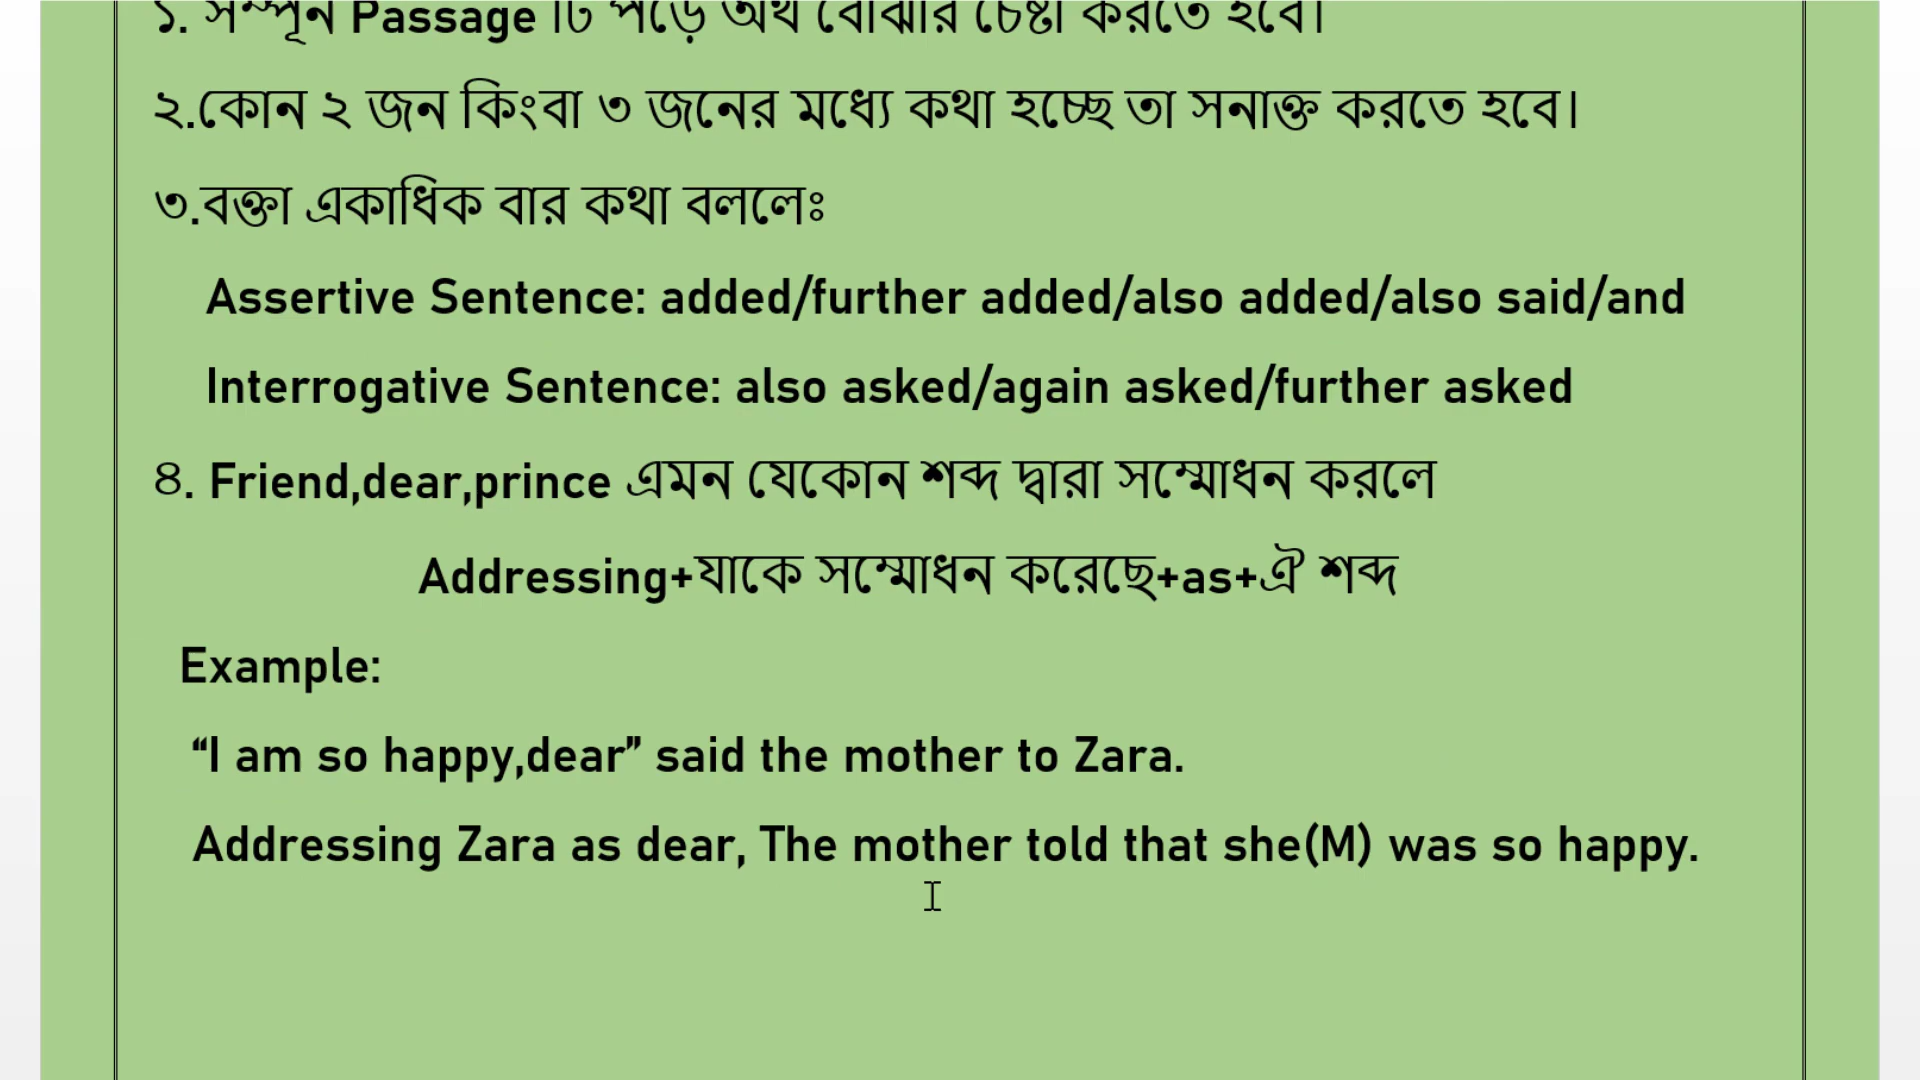 ১. সম্পূর্ন Passage টি পড়ে অর্থ বোঝার চেষ্টা করতে হবে।
২.কোন ২ জন কিংবা ৩ জনের মধ্যে কথা হচ্ছে তা সনাক্ত করতে হবে।
৩.বক্তা একাধিক বার কথা বললেঃ
Assertive Sentence: added/further added/also added/also said/and
Interrogative Sentence: also asked/again asked/further asked
৪. Friend,dear,prince এমন যেকোন শব্দ দ্বারা সম্মোধন করলে
Addressing+যাকে সম্মোধন করেছে+as+ঐ শব্দ
Example:
“I am so happy,dear” said the mother to Zara.
Addressing Zara as dear, The mother told that she(M) was so happy.